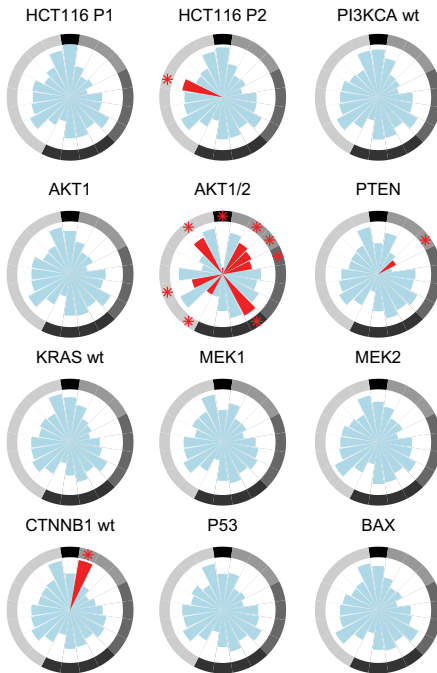 HCT116 P1 HCT116 P2 PI3KCA wt
AKT1 AKT1/2 PTEN
KRAS wt MEK1 MEK2
CTNNB1 wt P53 BAX